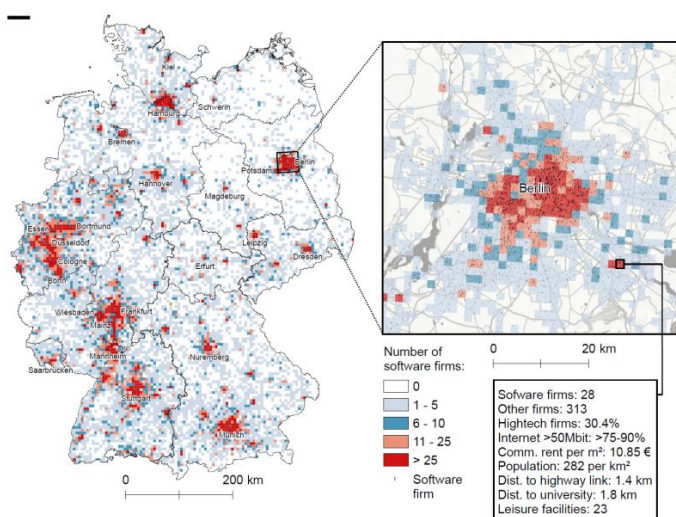 Kiel
Schwerin
Hamburg
Bremen
Berlin
Potsdam
Hannover
Magdeburg
Essen
Dortmund
Düsseldorf
Cologne
Bonn
Leipzig
Dresden
Erfurt
Wiesbaden
Frankfurt
Mainz
Mannheim
Saarbrücken
Nuremberg
Stuttgart
Munich
0 200 km
Berlin
Number of
software firms:
0
1 - 5
6 - 10
11 - 25
> 25
Software
firm
0 20 km
Sofware firms: 28
Other firms: 313
Hightech firms: 30.4%
Internet >50Mbit: >75-90%
Comm. rent per m²: 10.85 €
Population: 282 per km²
Dist. to highway link: 1.4 km
Dist. to university: 1.8 km
Leisure facilities: 23